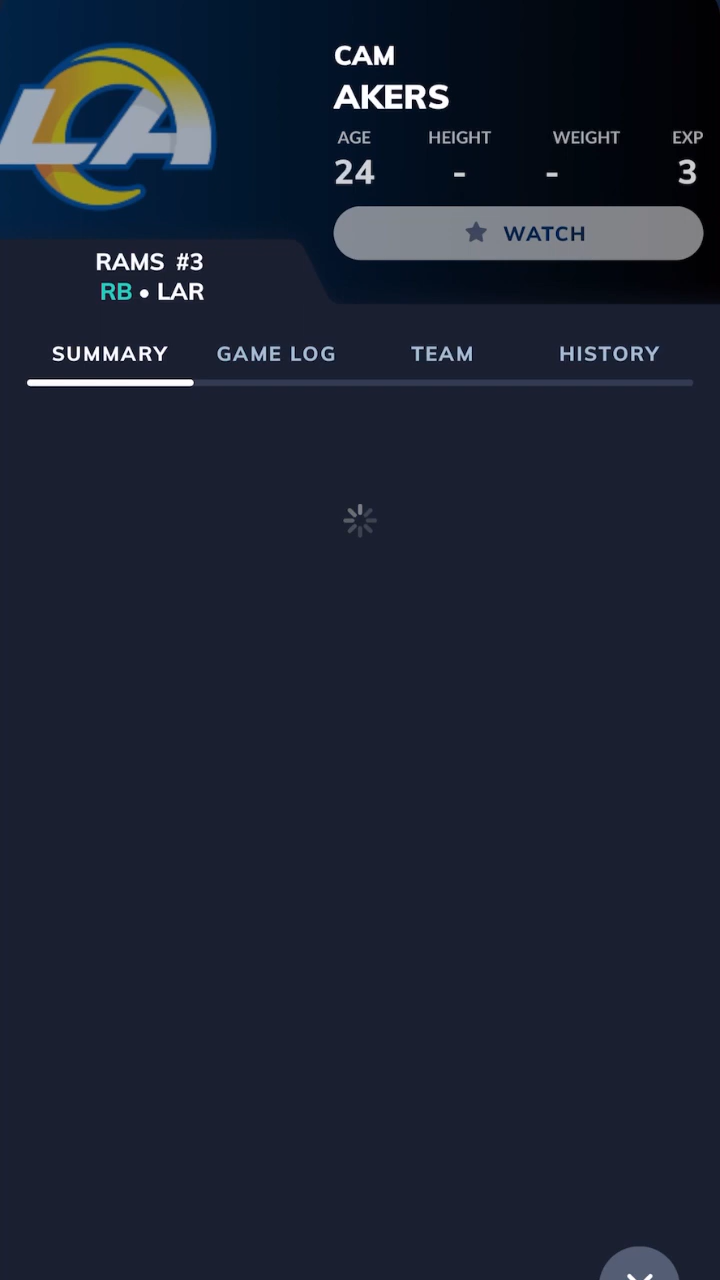 LA
CAM
AKERS
AGE HEIGHT WEIGHT EXP
24 - - 3
WATCH
RAMS #3
RB • LAR
SUMMARY GAME LOG TEAM HISTORY